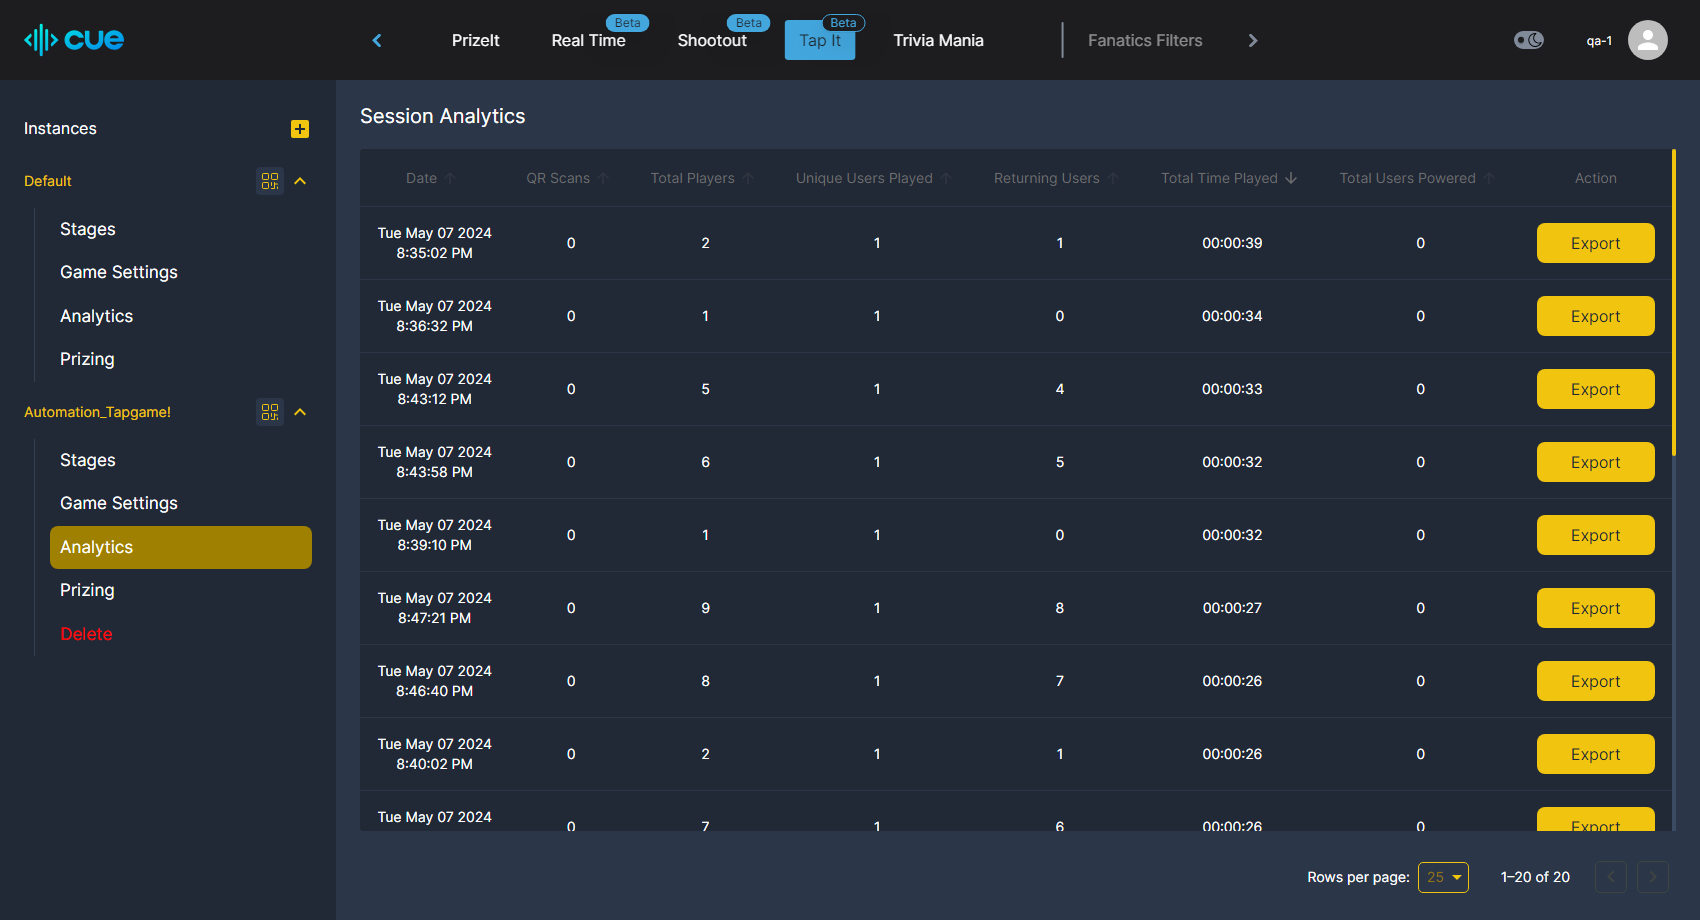 cue
PrizeIt
Real Time
Beta
Shootout
Beta
Tap It
Beta
Trivia Mania
Fanatics Filters
qa-1
Instances
Default
Stages
Game Settings
Analytics
Prizing
Automation_Tapgame!
Stages
Game Settings
Analytics
Prizing
Delete
Session Analytics
Date QR Scans Total Players Unique Users Played Returning Users Total Time Played Total Users Powered Action
Tue May 07 2024
8:35:02 PM 0 2 1 1 00:00:39 0 Export
Tue May 07 2024
8:36:32 PM 0 1 1 0 00:00:34 0 Export
Tue May 07 2024
8:43:12 PM 0 5 1 4 00:00:33 0 Export
Tue May 07 2024
8:43:58 PM 0 6 1 5 00:00:32 0 Export
Tue May 07 2024
8:39:10 PM 0 1 1 0 00:00:32 0 Export
Tue May 07 2024
8:47:21 PM 0 9 1 8 00:00:27 0 Export
Tue May 07 2024
8:46:40 PM 0 8 1 7 00:00:26 0 Export
Tue May 07 2024
8:40:02 PM 0 2 1 1 00:00:26 0 Export
Tue May 07 2024
0 7 1 6 00:00:26 0 Export
Rows per page: 25 1–20 of 20